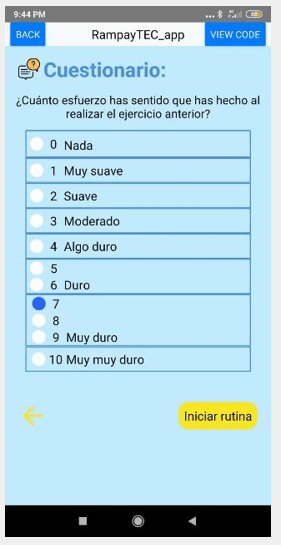 9:44 PM
BACK
RampayTEC_app
VIEW CODE
Cuestionario:
¿Cuánto esfuerzo has sentido que has hecho al
realizar el ejercicio anterior?
0 Nada
1 Muy suave
2 Suave
3 Moderado
4 Algo duro
5
6 Duro
7
8
9 Muy duro
10 Muy muy duro
Iniciar rutina